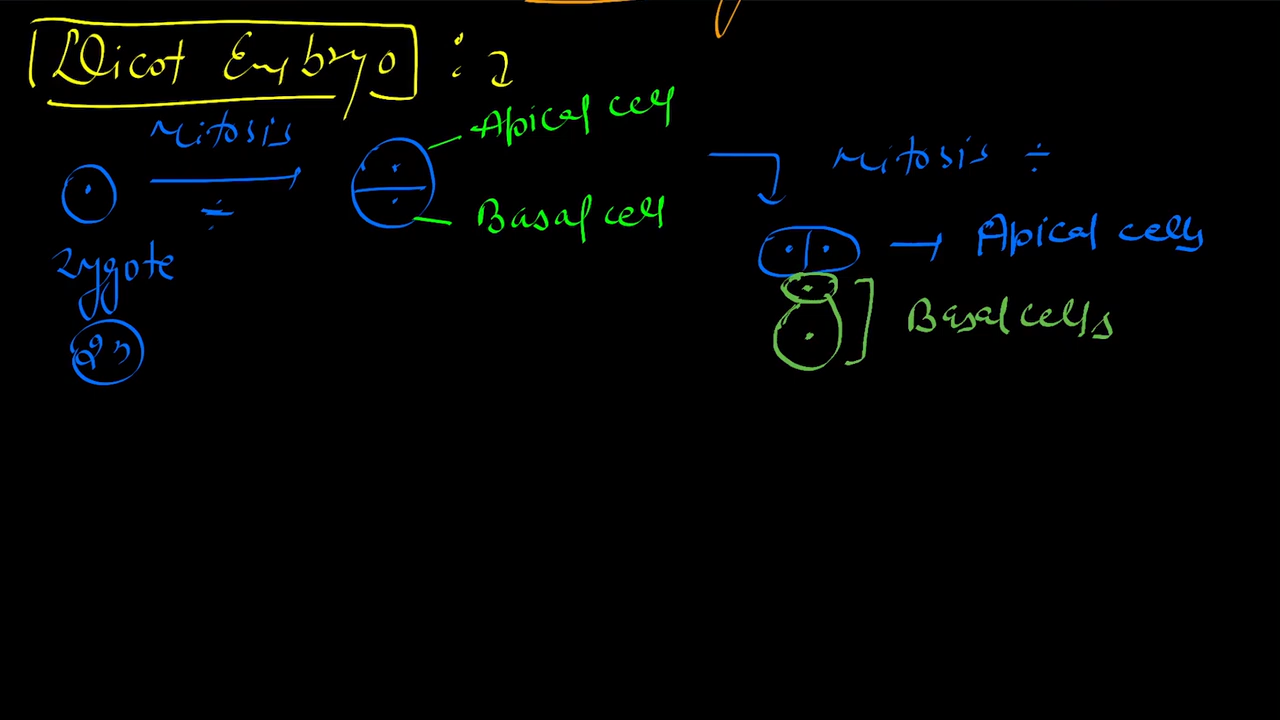 Dicot Embryo :
Mitosis
÷
Apical cell
Basal cell
Zygote
2n
Mitosis ÷
Apical cells
Basal cells